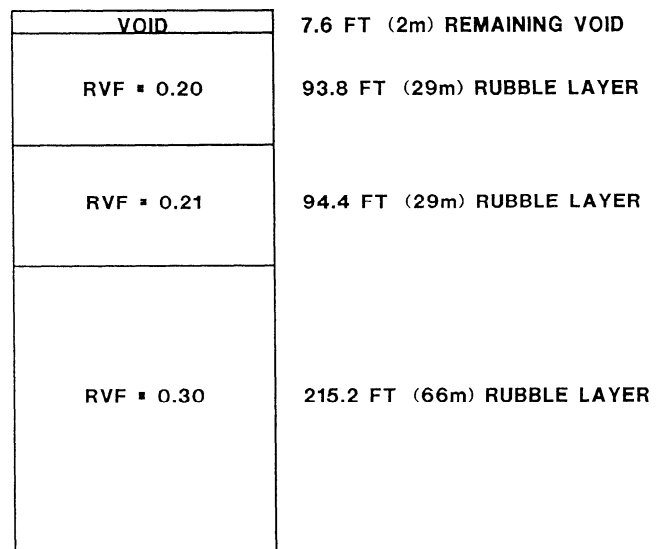 VOID 7.6 FT (2m) REMAINING VOID
RVF = 0.20 93.8 FT (29m) RUBBLE LAYER
RVF = 0.21 94.4 FT (29m) RUBBLE LAYER
RVF = 0.30 215.2 FT (66m) RUBBLE LAYER